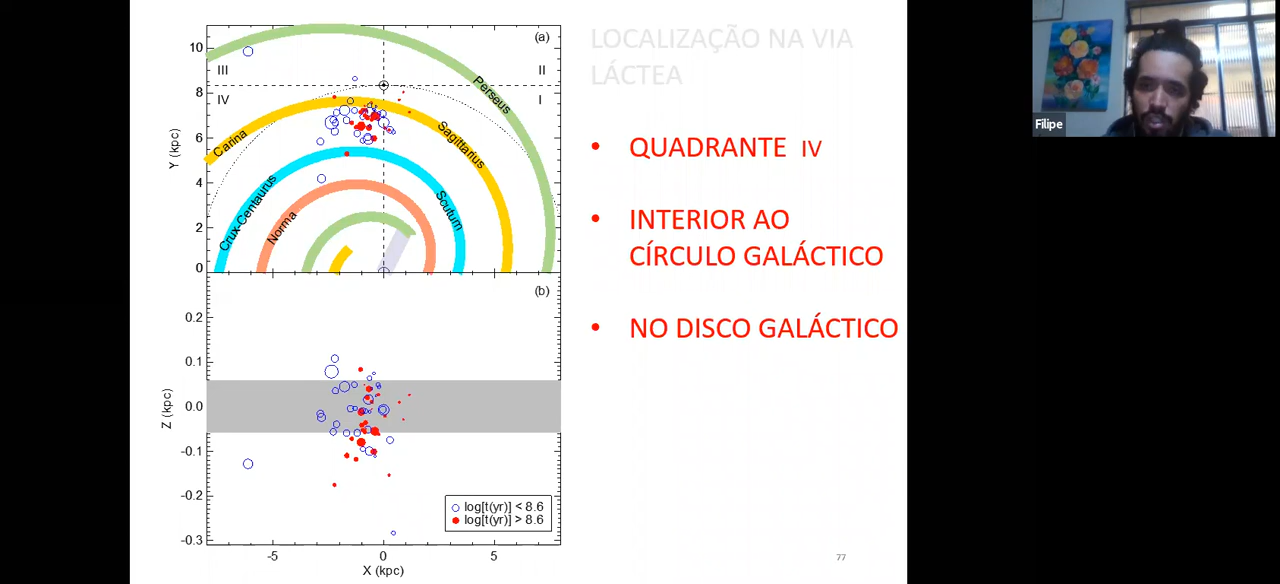 LOCALIZAÇÃO NA VIA
LÁCTEA
• QUADRANTE IV
• INTERIOR AO
CÍRCULO GALÁCTICO
• NO DISCO GALÁCTICO
77
(a)
10
8
6
4
2
0
Y (kpc)
III
II
IV
I
Perseus
Carina
Sagittarius
Crux-Centaurus
Norma
Scutum
(b)
0.2
0.1
0.0
-0.1
-0.2
-0.3
Z (kpc)
log[t(yr)] < 8.6
log[t(yr)] > 8.6
-5
0
5
X (kpc)
Filipe